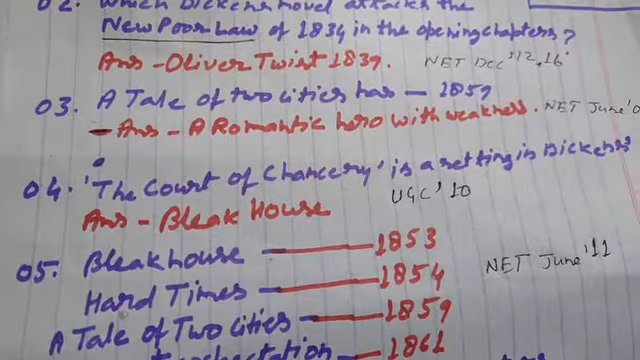 02. Which Dickens novel attacks the
New Poor Law of 1834 in the opening chapters?
Ans - Oliver Twist 1839. NET Dec '12, 16
03. A Tale of two cities has - 1859
- Ans - A Romantic hero with weakness. NET June '0
04. 'The Court of Chancery' is a setting in Dickens
Ans - Bleak House UGC '10
05. Bleakhouse — 1853 NET June '11
Hard Times — 1854
A Tale of Two cities — 1859
— 1861